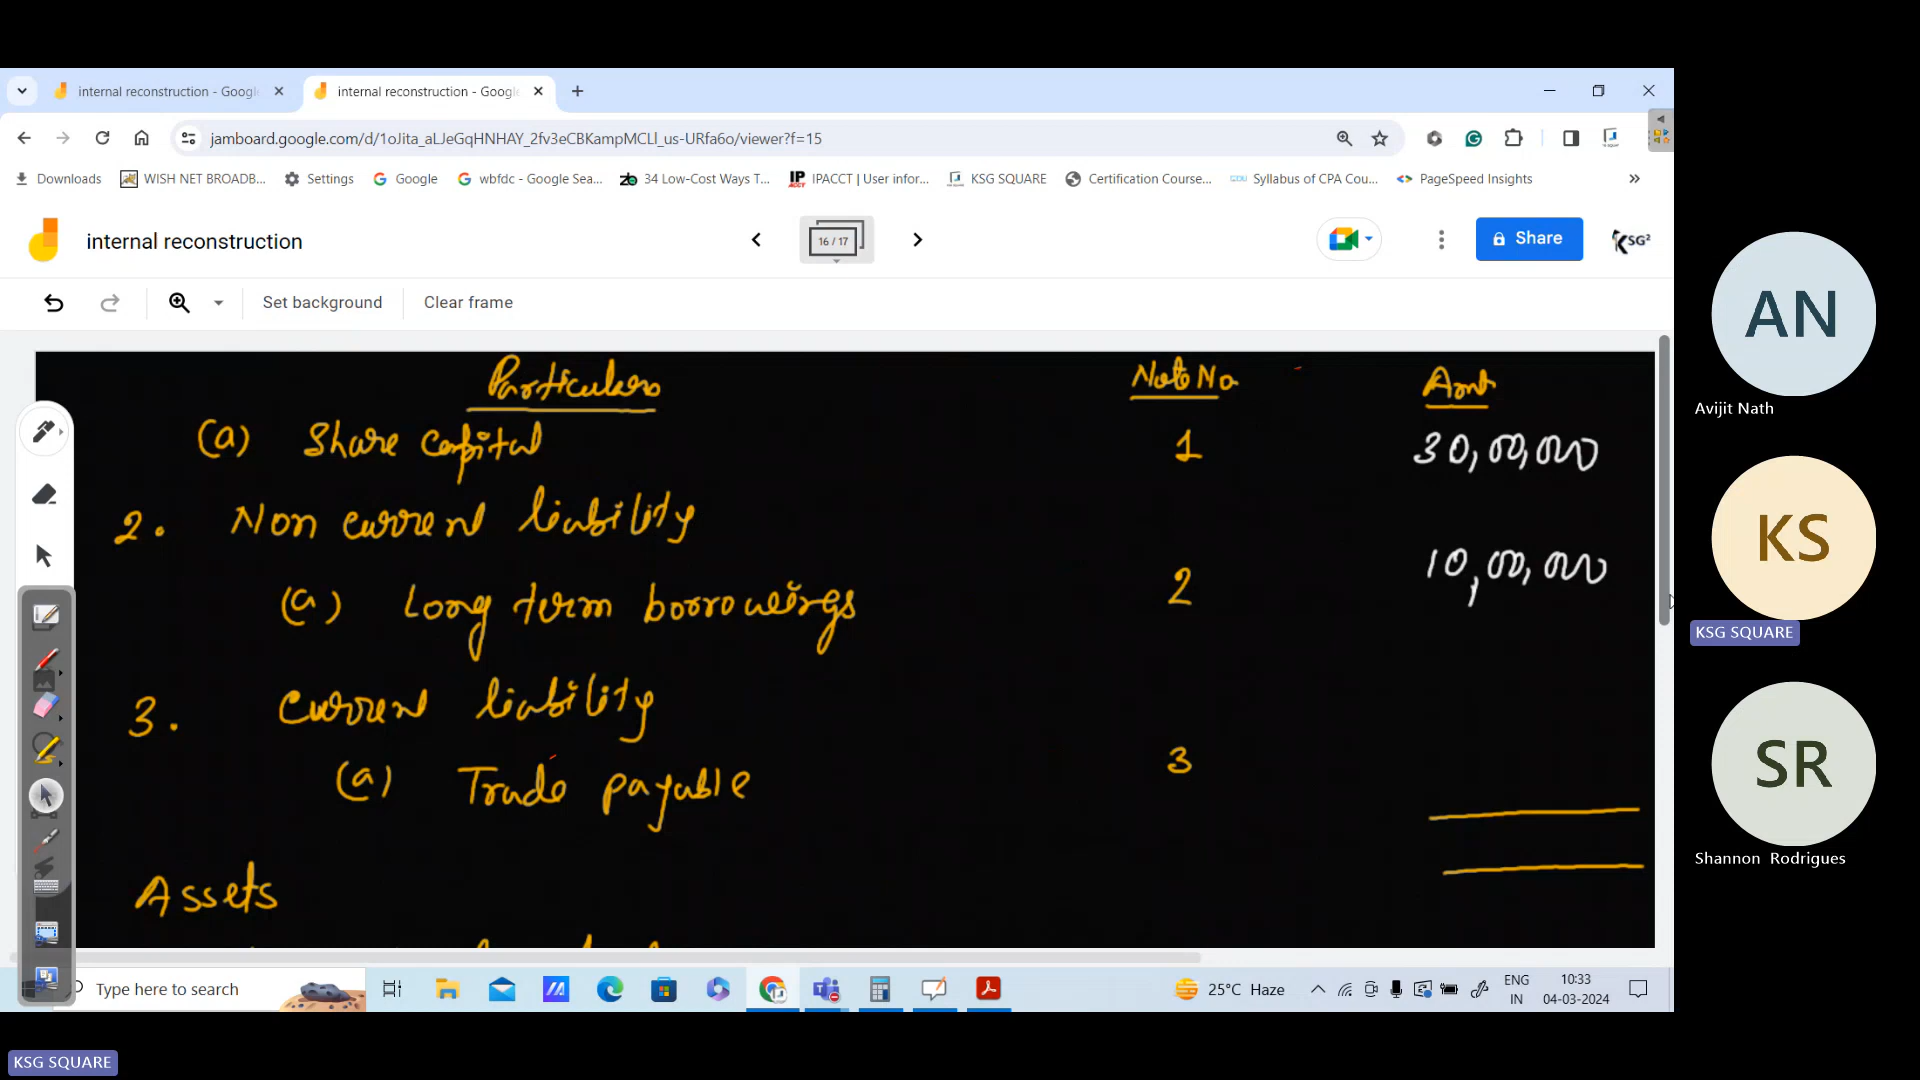 internal reconstruction - Google
internal reconstruction - Google
jamboard.google.com/d/1oJita_aLJeGqHNHAY_2fv3eCBKampMCLl_us-URfa6o/viewer?f=15
Downloads
WISH NET BROADB...
Settings
Google
wbfdc - Google Sea...
34 Low-Cost Ways T...
IPACCT | User infor...
KSG SQUARE
Certification Course...
Syllabus of CPA Cou...
PageSpeed Insights
internal reconstruction
16 / 17
Share
KSG²
Set background
Clear frame
Particulars Note No Amt
(a) Share capital 1 30,00,000
2. Non current liability
(a) Long term borrowings 2 10,00,000
3. Current liability
(a) Trade payable 3
Assets
AN
Avijit Nath
KS
KSG SQUARE
SR
Shannon Rodrigues
Type here to search
25°C Haze
ENG
IN
10:33
04-03-2024
KSG SQUARE